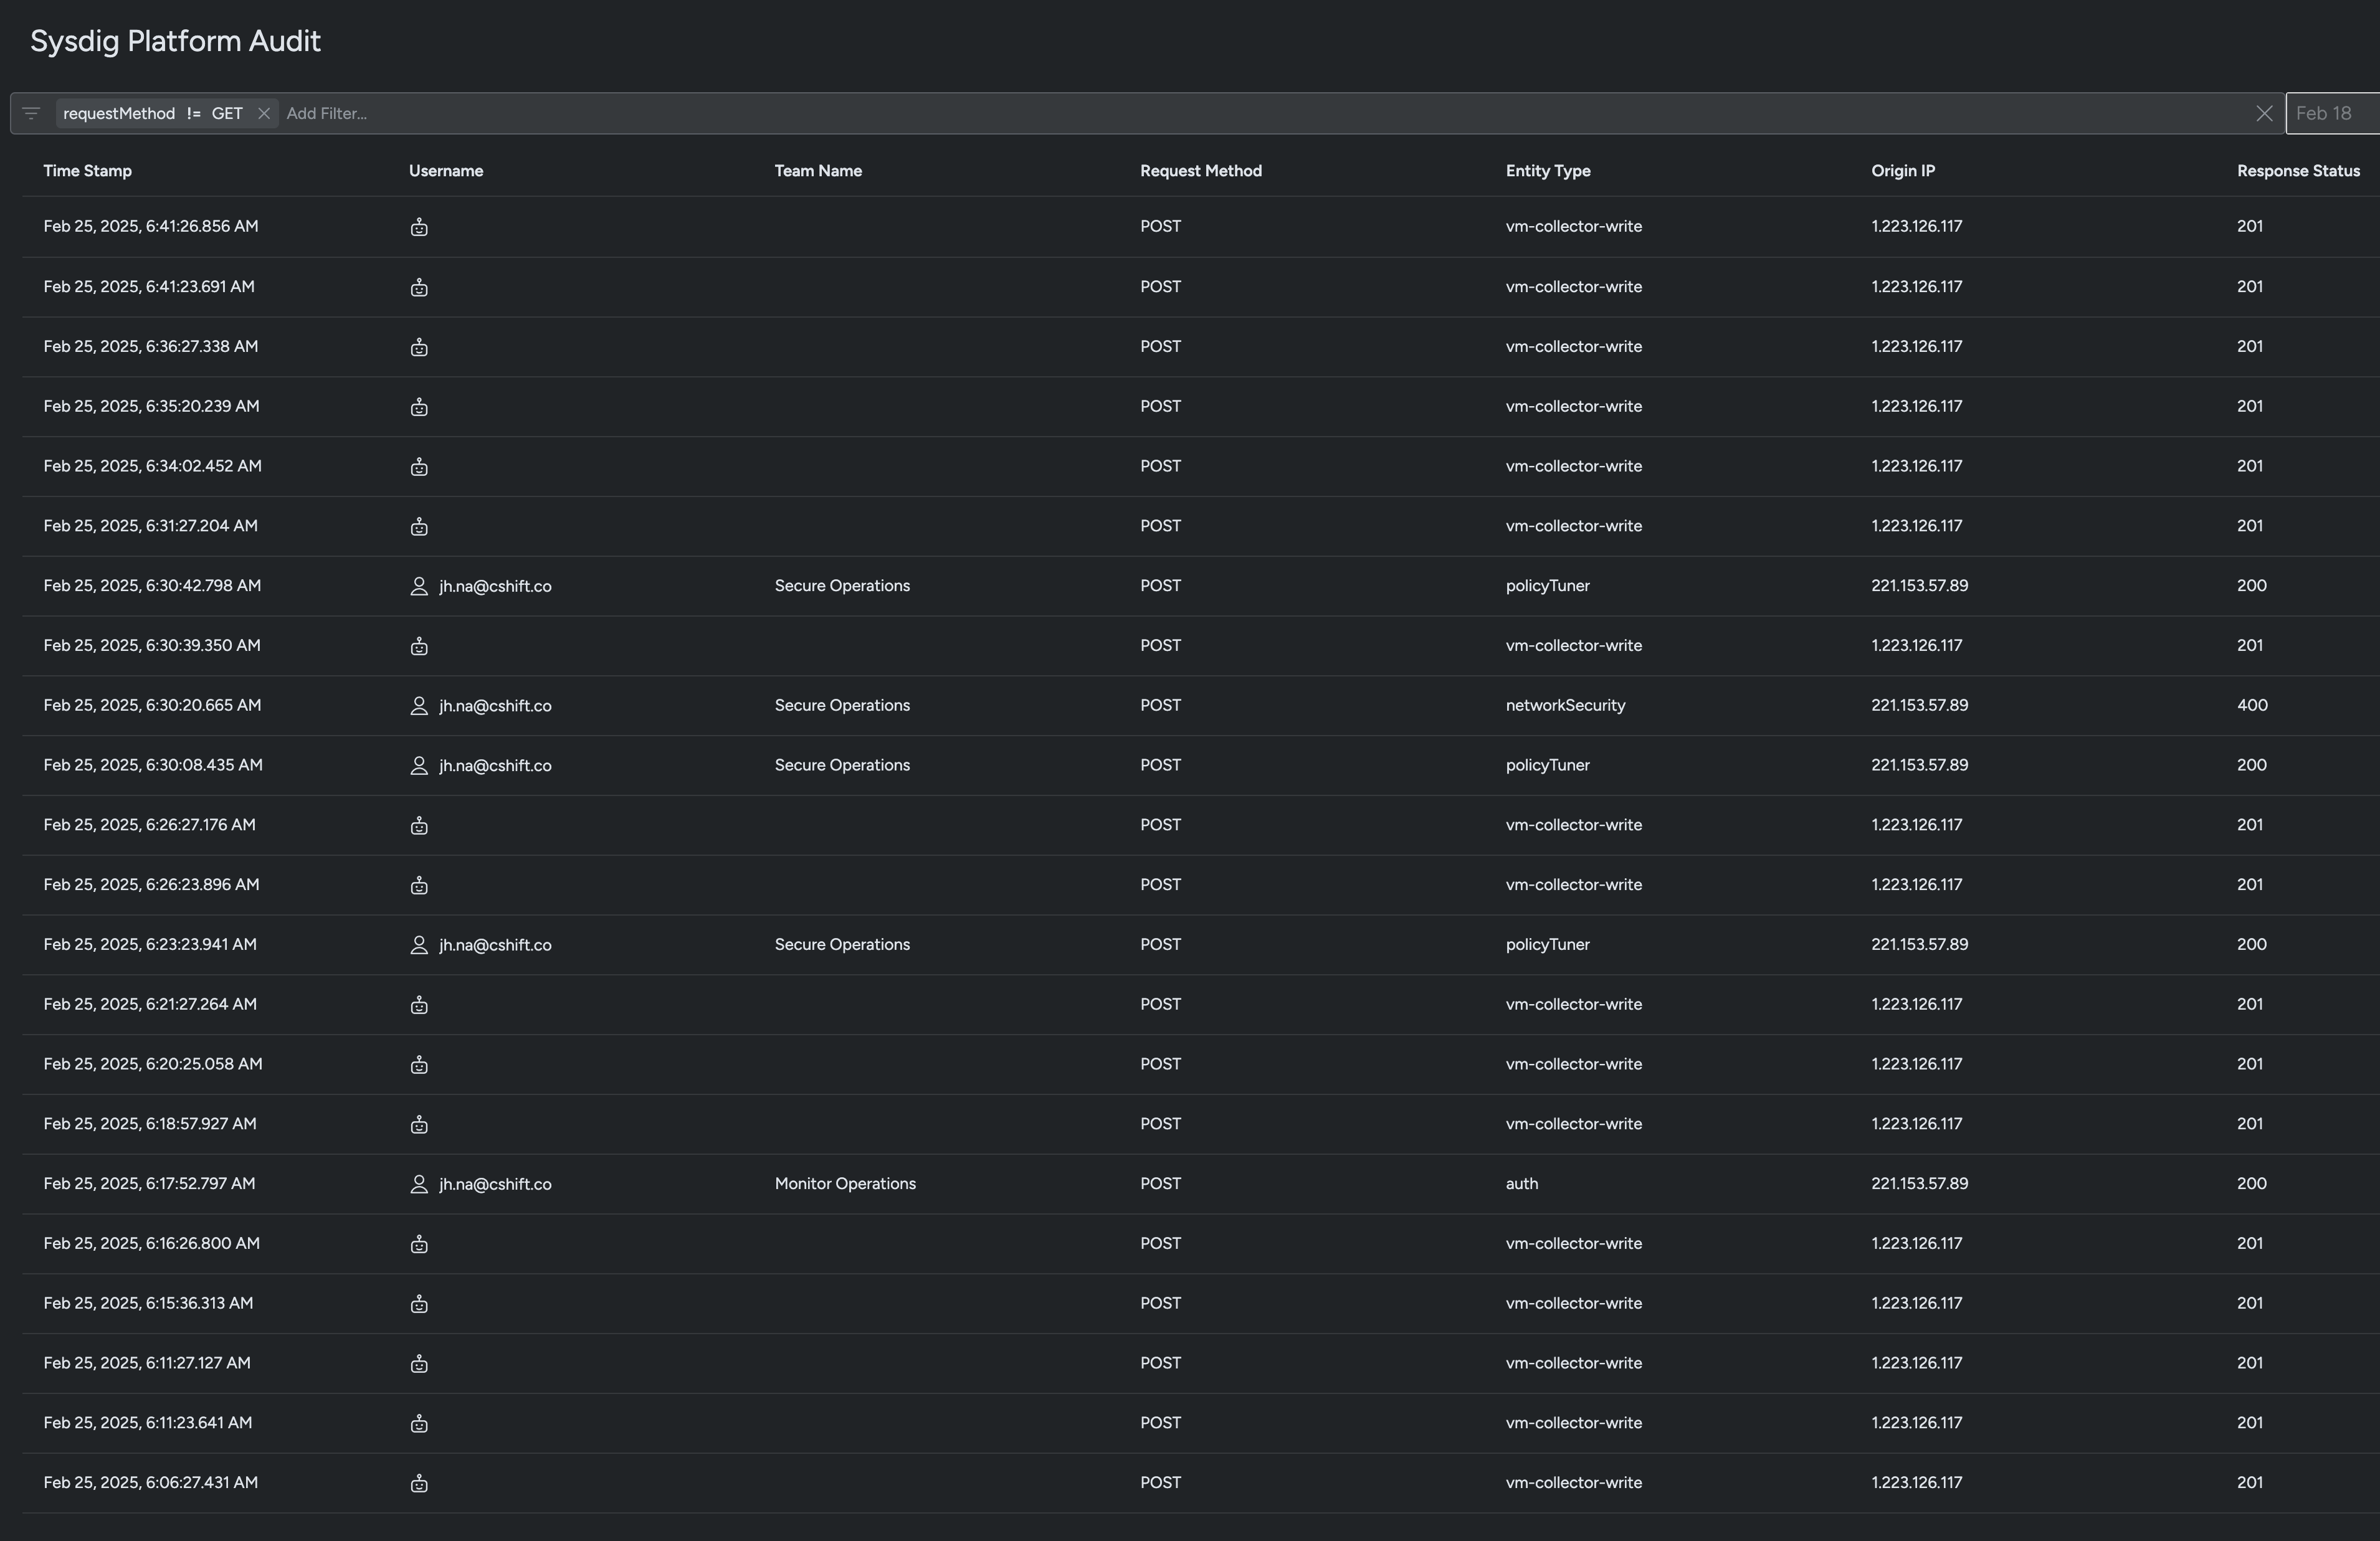 Sysdig Platform Audit
requestMethod != GET Add Filter... Feb 18
Time Stamp Username Team Name Request Method Entity Type Origin IP Response Status
Feb 25, 2025, 6:41:26.856 AM POST vm-collector-write 1.223.126.117 201
Feb 25, 2025, 6:41:23.691 AM POST vm-collector-write 1.223.126.117 201
Feb 25, 2025, 6:36:27.338 AM POST vm-collector-write 1.223.126.117 201
Feb 25, 2025, 6:35:20.239 AM POST vm-collector-write 1.223.126.117 201
Feb 25, 2025, 6:34:02.452 AM POST vm-collector-write 1.223.126.117 201
Feb 25, 2025, 6:31:27.204 AM POST vm-collector-write 1.223.126.117 201
Feb 25, 2025, 6:30:42.798 AM jh.na@cshift.co Secure Operations POST policyTuner 221.153.57.89 200
Feb 25, 2025, 6:30:39.350 AM POST vm-collector-write 1.223.126.117 201
Feb 25, 2025, 6:30:20.665 AM jh.na@cshift.co Secure Operations POST networkSecurity 221.153.57.89 400
Feb 25, 2025, 6:30:08.435 AM jh.na@cshift.co Secure Operations POST policyTuner 221.153.57.89 200
Feb 25, 2025, 6:26:27.176 AM POST vm-collector-write 1.223.126.117 201
Feb 25, 2025, 6:26:23.896 AM POST vm-collector-write 1.223.126.117 201
Feb 25, 2025, 6:23:23.941 AM jh.na@cshift.co Secure Operations POST policyTuner 221.153.57.89 200
Feb 25, 2025, 6:21:27.264 AM POST vm-collector-write 1.223.126.117 201
Feb 25, 2025, 6:20:25.058 AM POST vm-collector-write 1.223.126.117 201
Feb 25, 2025, 6:18:57.927 AM POST vm-collector-write 1.223.126.117 201
Feb 25, 2025, 6:17:52.797 AM jh.na@cshift.co Monitor Operations POST auth 221.153.57.89 200
Feb 25, 2025, 6:16:26.800 AM POST vm-collector-write 1.223.126.117 201
Feb 25, 2025, 6:15:36.313 AM POST vm-collector-write 1.223.126.117 201
Feb 25, 2025, 6:11:27.127 AM POST vm-collector-write 1.223.126.117 201
Feb 25, 2025, 6:11:23.641 AM POST vm-collector-write 1.223.126.117 201
Feb 25, 2025, 6:06:27.431 AM POST vm-collector-write 1.223.126.117 201